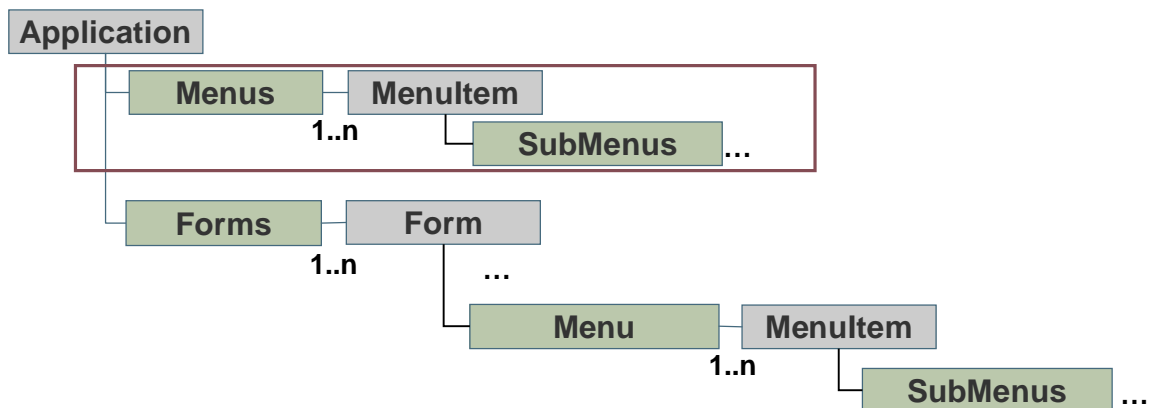 Application
Menus MenuItem
1..n
SubMenus ...
Forms Form
1..n ...
Menu MenuItem
1..n
SubMenus ...